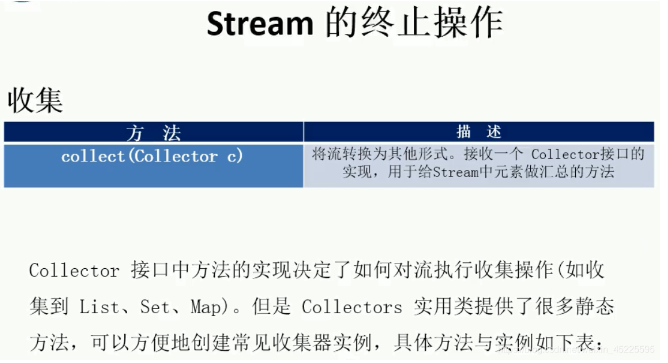 Stream 的终止操作
收集
方 法
描 述
collect(Collector c)
将流转换为其他形式。接收一个 Collector接口的
实现，用于给Stream中元素做汇总的方法
Collector 接口中方法的实现决定了如何对流执行收集操作(如收
集到 List、Set、Map)。但是 Collectors 实用类提供了很多静态
方法，可以方便地创建常见收集器实例，具体方法与实例如下表：